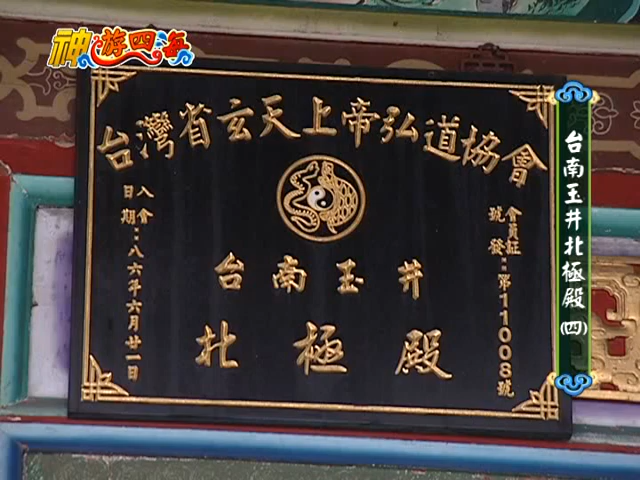 神游四海
台灣省玄天上帝弘道協會
會員証
號發：第11008號
台南玉井
北極殿
入會
日期：八六年六月廿一日
台南玉井北極殿(四)